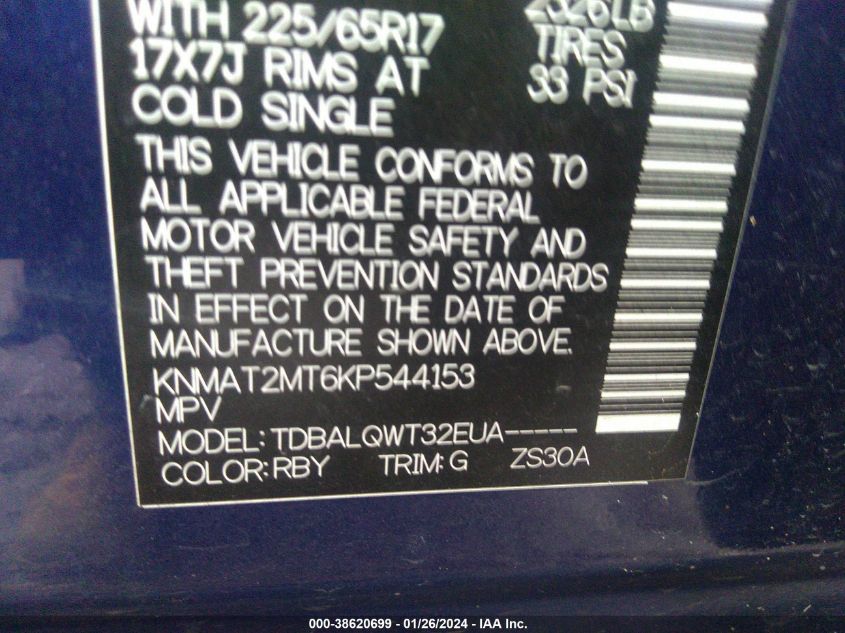 WITH 225/65R17 2326LB
17X7J RIMS AT TIRES
COLD SINGLE 33 PSI
THIS VEHICLE CONFORMS TO
ALL APPLICABLE FEDERAL
MOTOR VEHICLE SAFETY AND
THEFT PREVENTION STANDARDS
IN EFFECT ON THE DATE OF
MANUFACTURE SHOWN ABOVE.
KNMAT2MT6KP544153
MPV
MODEL: TDBALQWT32EUA-----
COLOR: RBY TRIM: G ZS30A
000-38620699 - 01/26/2024 - IAA Inc.